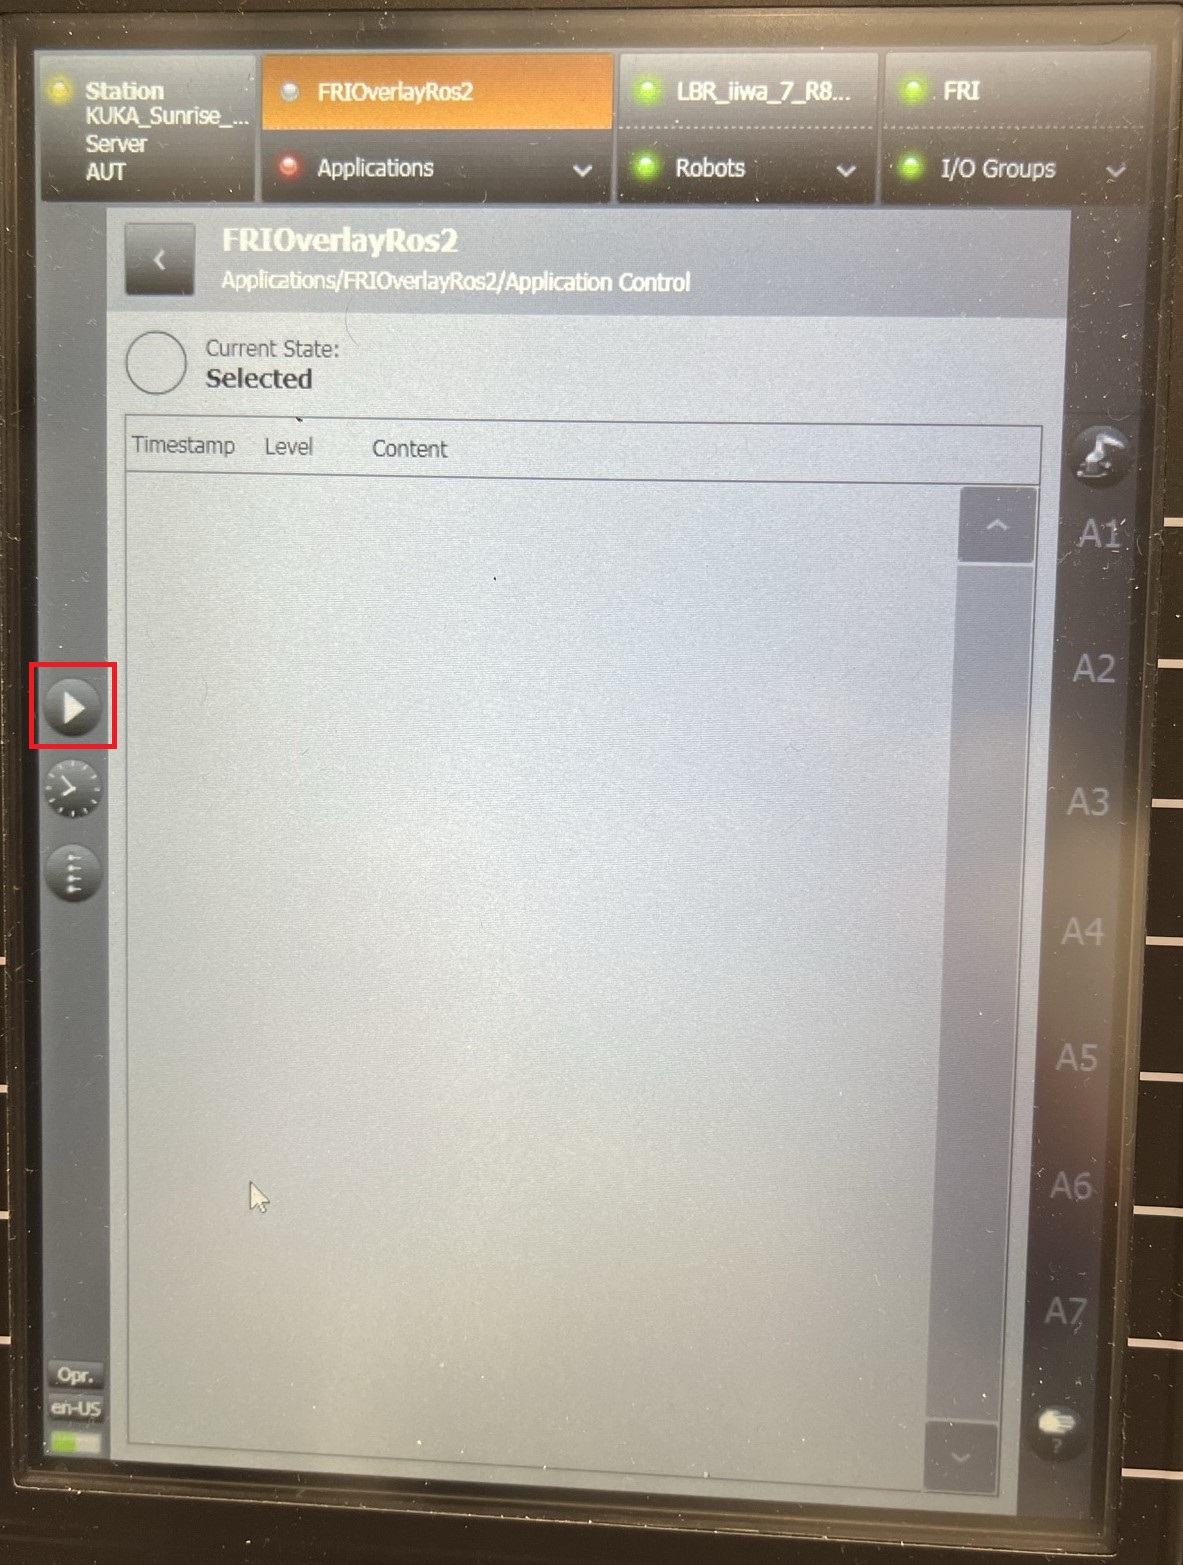 Station
KUKA_Sunrise_...
Server
AUT
FRIOverlayRos2
Applications
LBR_iiwa_7_R8...
Robots
FRI
I/O Groups
FRIOverlayRos2
Applications/FRIOverlayRos2/Application Control
Current State:
Selected
Timestamp Level Content
A1
A2
A3
A4
A5
A6
A7
Opr.
en-US
?